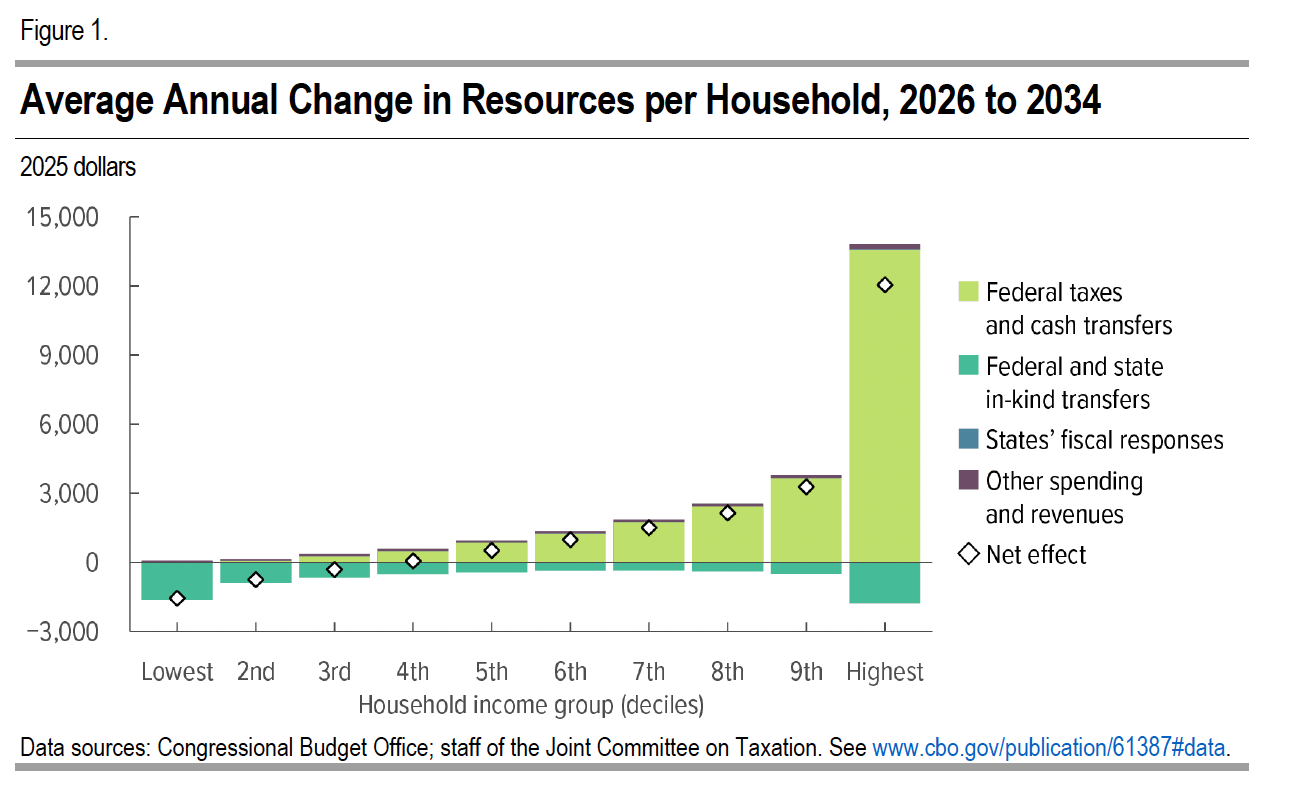 Figure 1.
Average Annual Change in Resources per Household, 2026 to 2034
2025 dollars
15,000
12,000
9,000
6,000
3,000
0
−3,000
Lowest 2nd 3rd 4th 5th 6th 7th 8th 9th Highest
Household income group (deciles)
Federal taxes
and cash transfers
Federal and state
in-kind transfers
States’ fiscal responses
Other spending
and revenues
Net effect
Data sources: Congressional Budget Office; staff of the Joint Committee on Taxation. See www.cbo.gov/publication/61387#data.